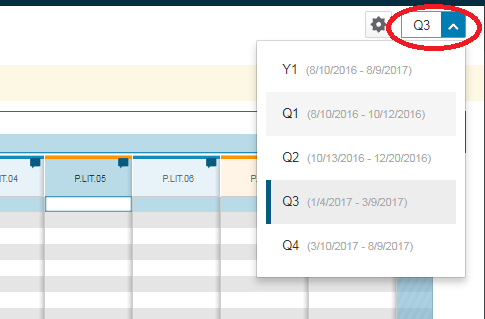 Q3
Y1 (8/10/2016 - 8/9/2017)
Q1 (8/10/2016 - 10/12/2016)
Q2 (10/13/2016 - 12/20/2016)
Q3 (1/4/2017 - 3/9/2017)
Q4 (3/10/2017 - 8/9/2017)
IT.04 P.LIT.05 P.LIT.06 P.